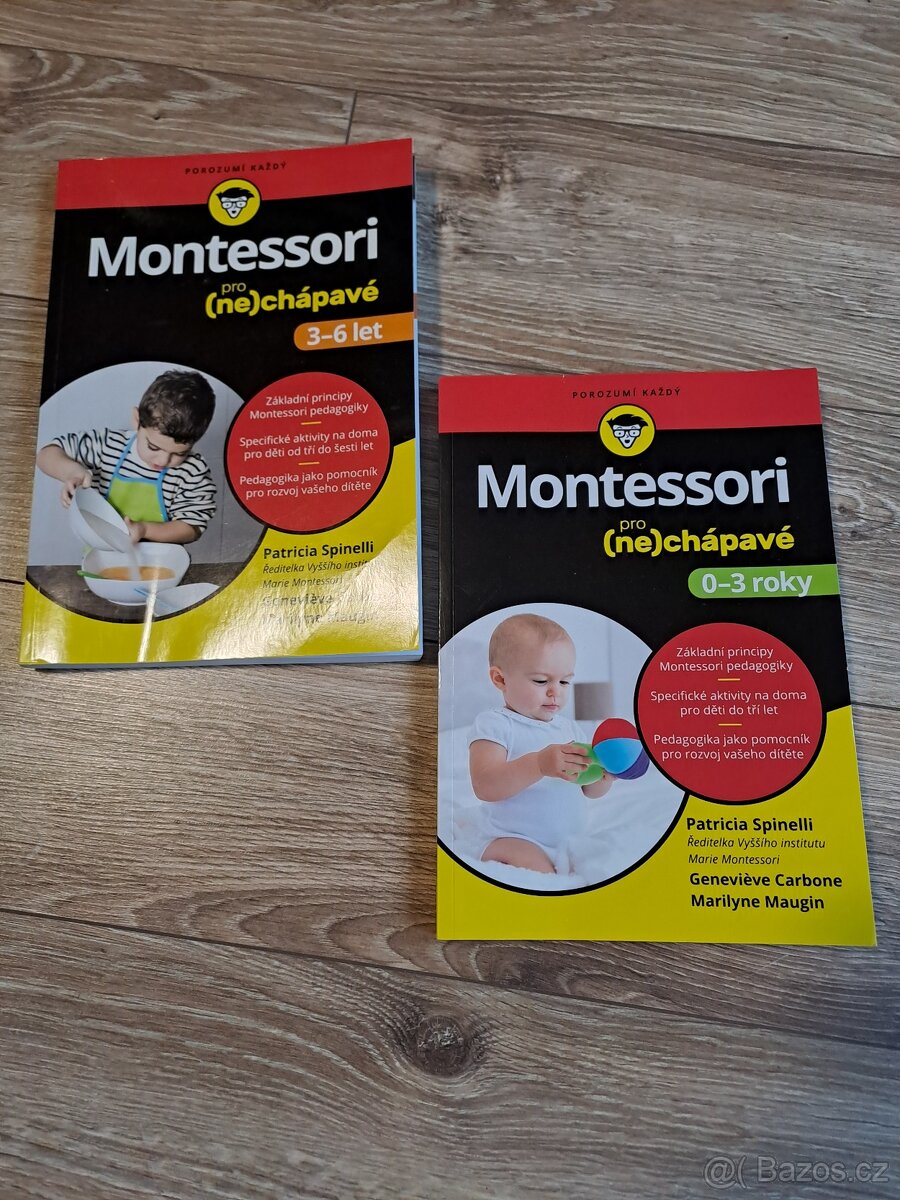 POROZUMÍ KAŽDÝ
Montessori
pro
(ne)chápavé
3–6 let
Základní principy
Montessori pedagogiky
Specifické aktivity na doma
pro děti od tří do šesti let
Pedagogika jako pomocník
pro rozvoj vašeho dítěte
Patricia Spinelli
Ředitelka Vyššího
Marie Montessori
Geneviève
Marilyne Maugin
POROZUMÍ KAŽDÝ
Montessori
pro
(ne)chápavé
0–3 roky
Základní principy
Montessori pedagogiky
Specifické aktivity na doma
pro děti do tří let
Pedagogika jako pomocník
pro rozvoj vašeho dítěte
Patricia Spinelli
Ředitelka Vyššího institutu
Marie Montessori
Geneviève Carbone
Marilyne Maugin
@( Bazos.cz